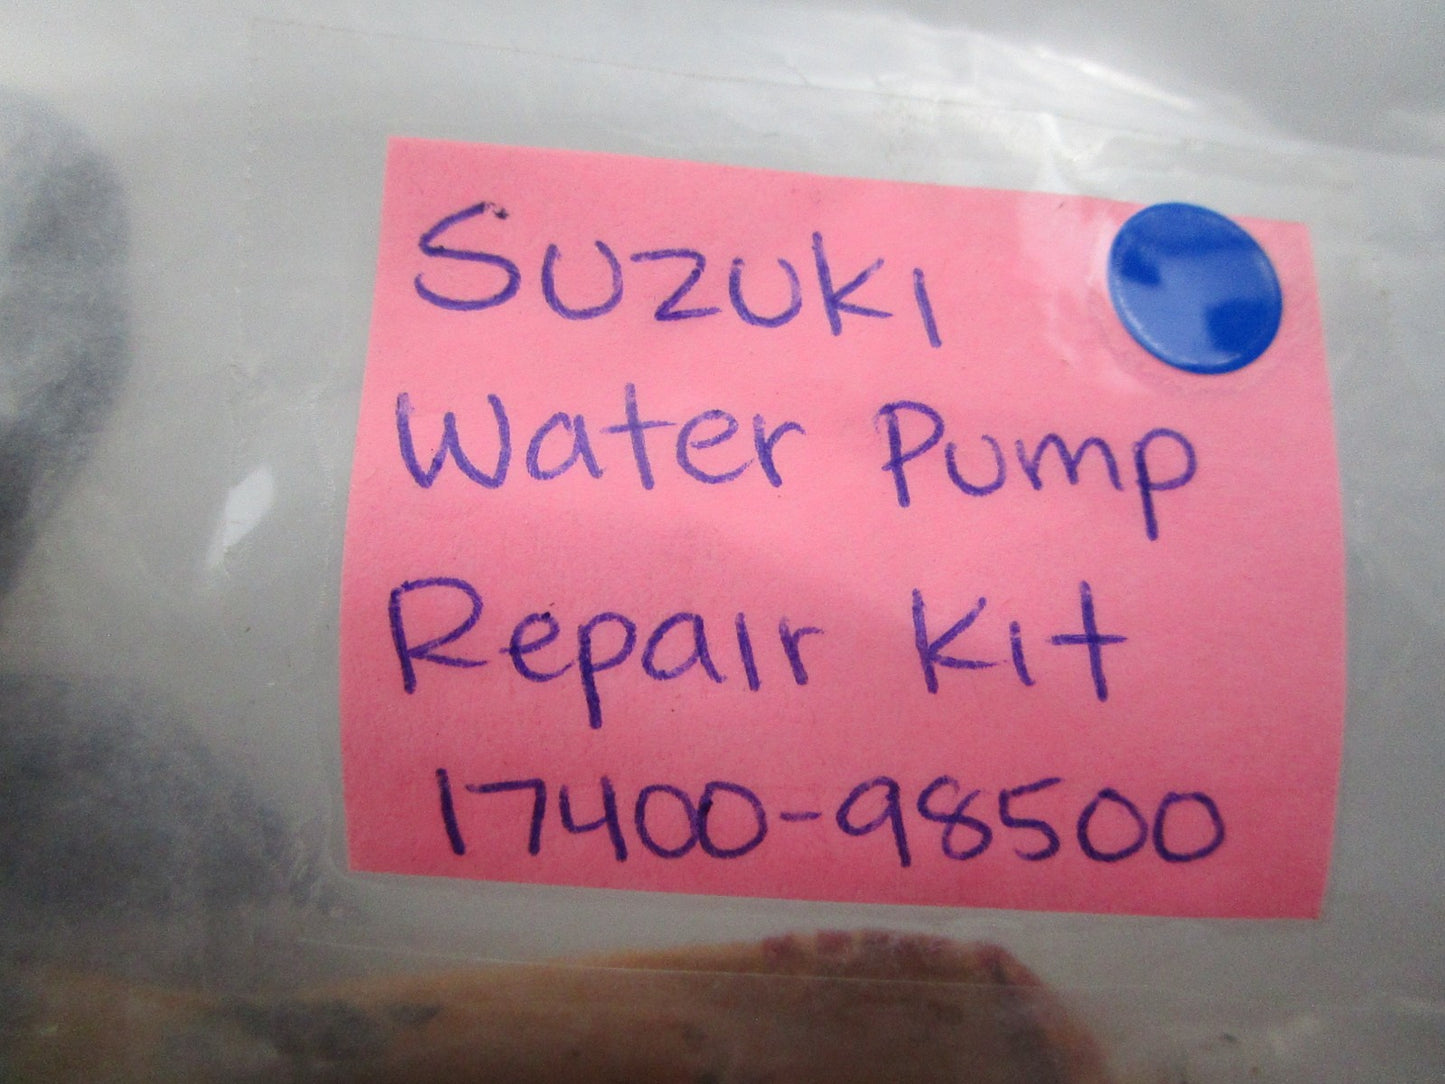 Suzuki
Water Pump
Repair Kit
17400-98500